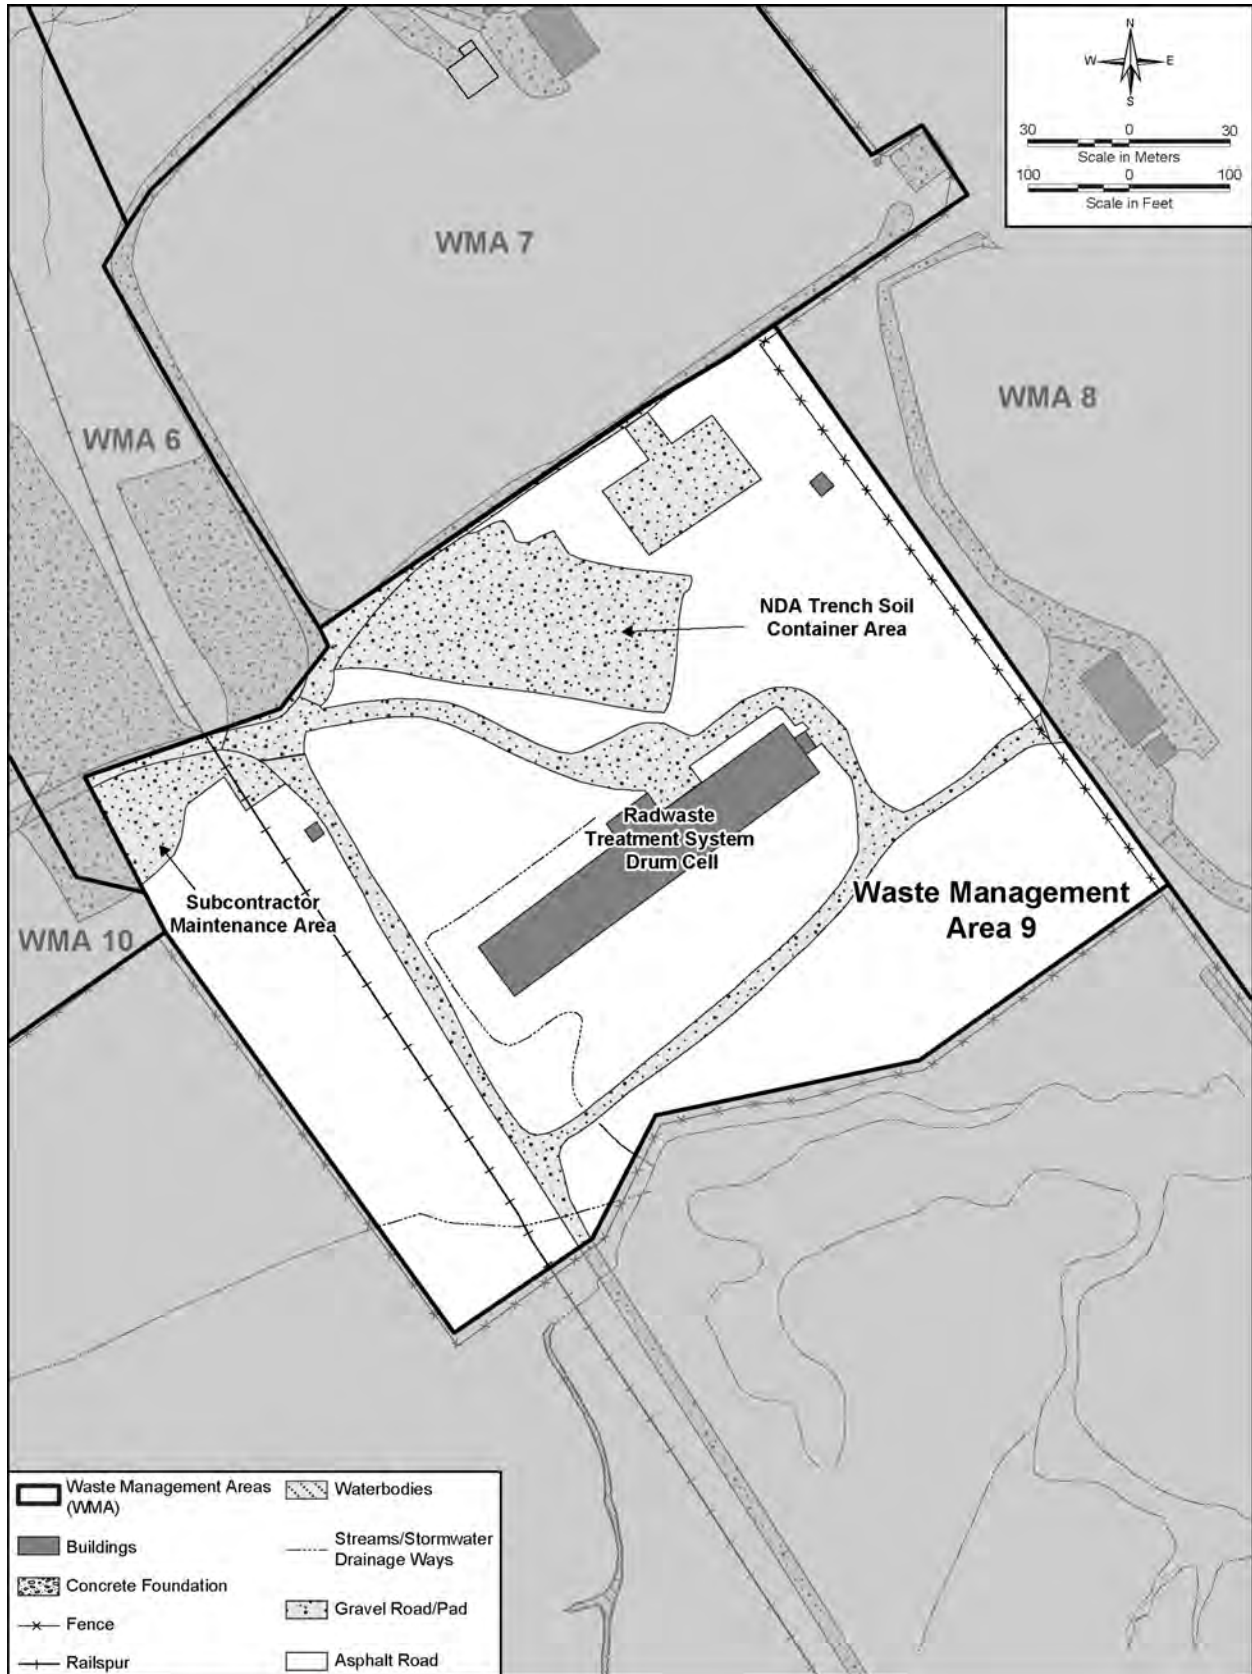 N
W E
S
30 0 30
Scale in Meters
100 0 100
Scale in Feet
WMA 7
WMA 8
WMA 6
NDA Trench Soil
Container Area
Radwaste
Treatment System
Drum Cell
Waste Management
Area 9
Subcontractor
Maintenance Area
WMA 10
Waste Management Areas
(WMA)
Buildings
Concrete Foundation
Fence
Railspur
Waterbodies
Streams/Stormwater
Drainage Ways
Gravel Road/Pad
Asphalt Road